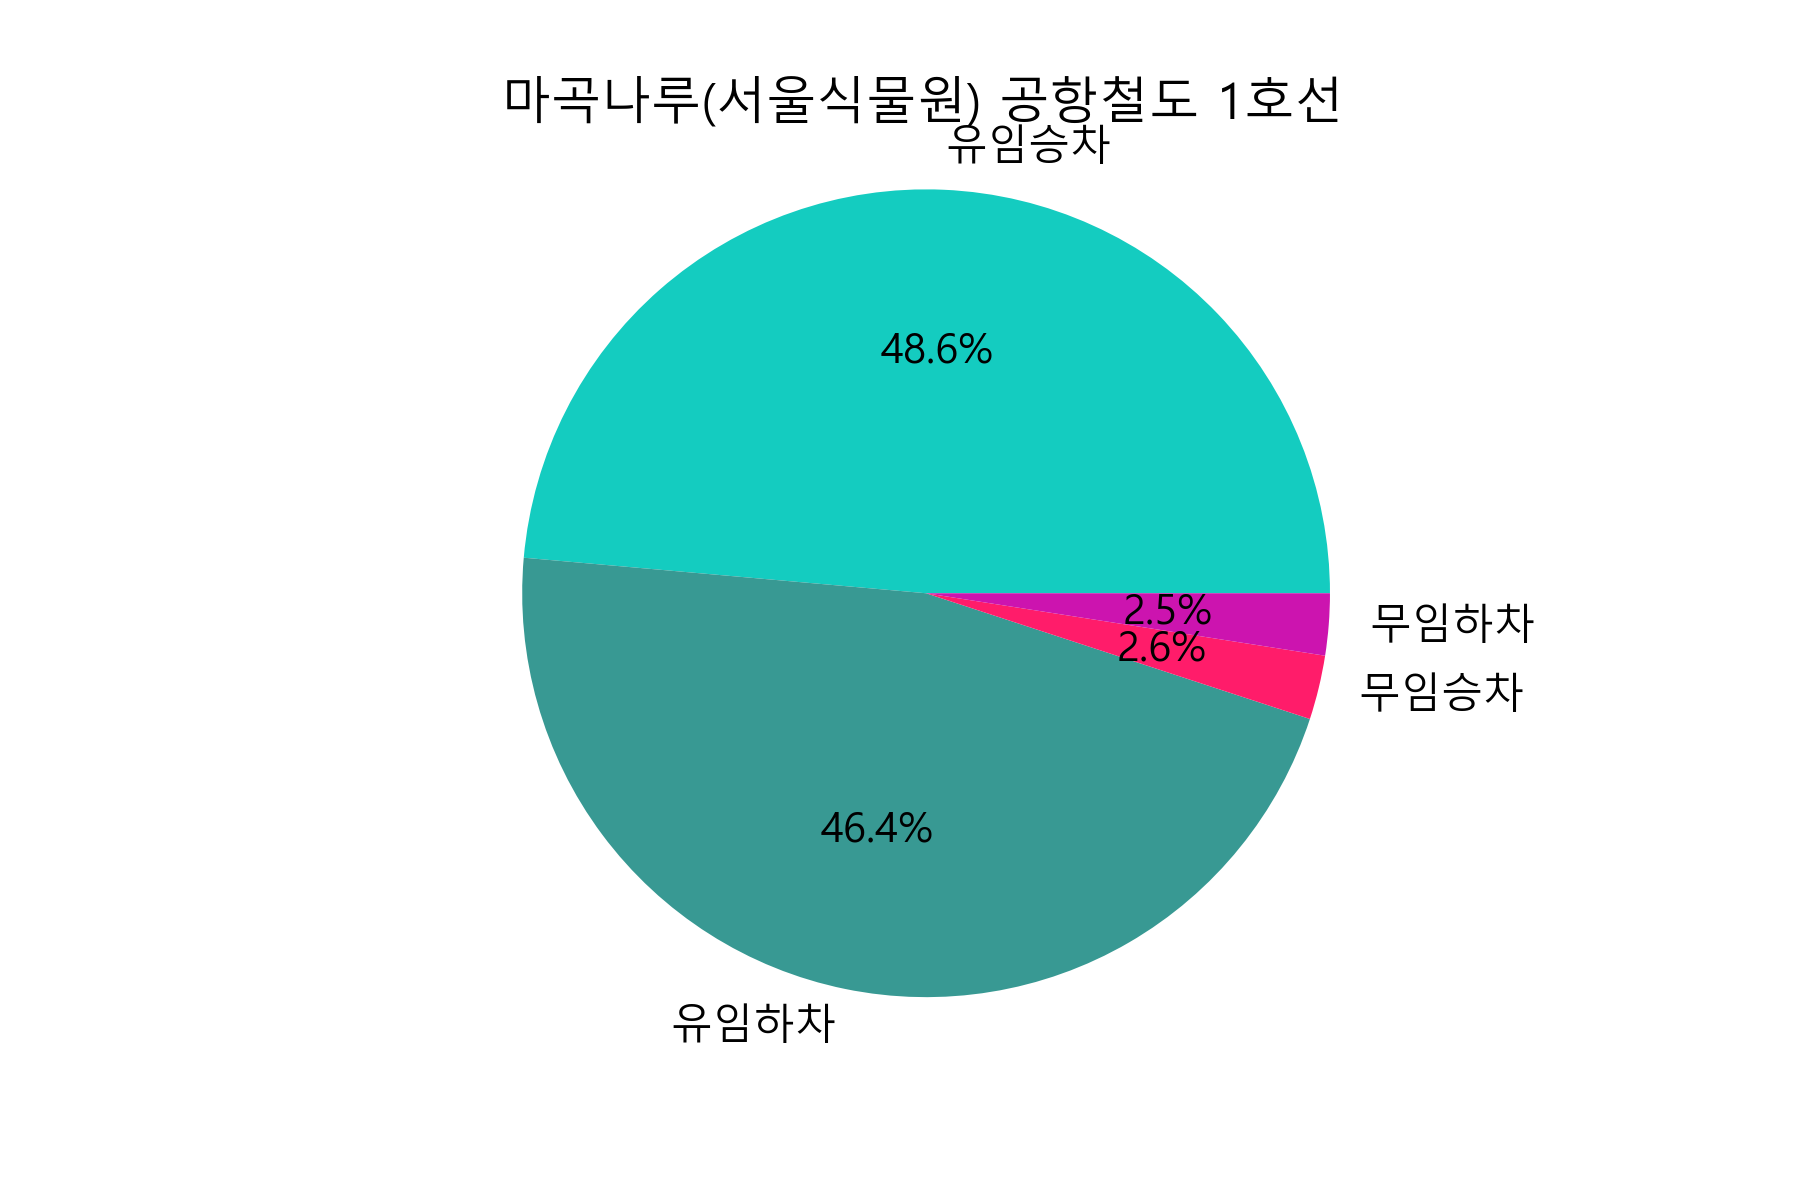 마곡나루(서울식물원) 공항철도 1호선
유임승차
48.6%
2.5%
무임하차
2.6%
무임승차
46.4%
유임하차